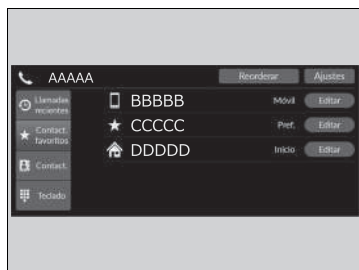 AAAAA
Reordenar
Ajustes
Llamadas
recientes
BBBBB
Móvil
Editar
Contact.
favoritos
CCCCC
Pref.
Editar
Contact.
DDDDD
Inicio
Editar
Teclado